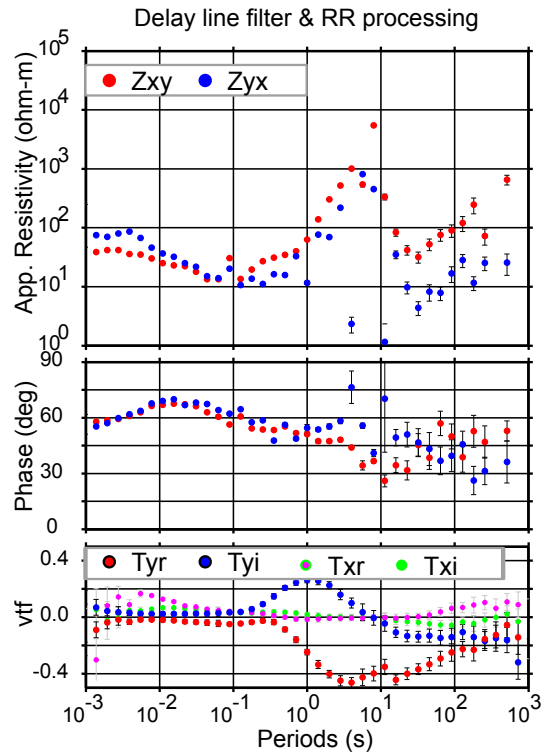 Delay line filter & RR processing
App. Resistivity (ohm-m)
10^5
10^4
10^3
10^2
10^1
10^0
Zxy Zyx
Phase (deg)
90
60
30
0
vtf
0.4
0.0
-0.4
Tyr Tyi Txr Txi
10^-3 10^-2 10^-1 10^0 10^1 10^2 10^3
Periods (s)